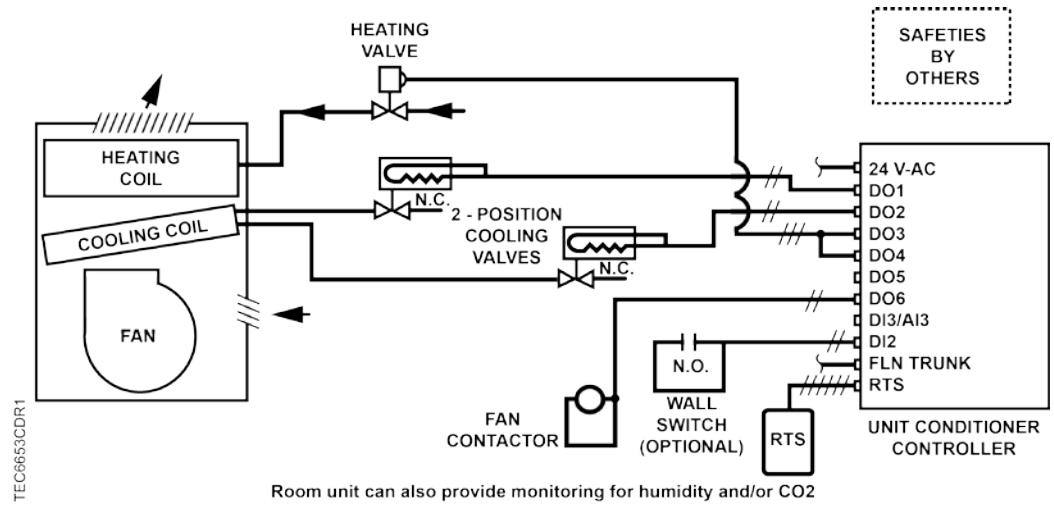 HEATING
VALVE
SAFETIES
BY
OTHERS
HEATING
COIL
COOLING COIL
FAN
N.C.
2 - POSITION
COOLING
VALVES
N.C.
24 V-AC
DO1
DO2
DO3
DO4
DO5
DO6
DI3/AI3
DI2
FLN TRUNK
RTS
N.O.
WALL
SWITCH
(OPTIONAL)
FAN
CONTACTOR
RTS
UNIT CONDITIONER
CONTROLLER
TEC6653CDR1
Room unit can also provide monitoring for humidity and/or CO2